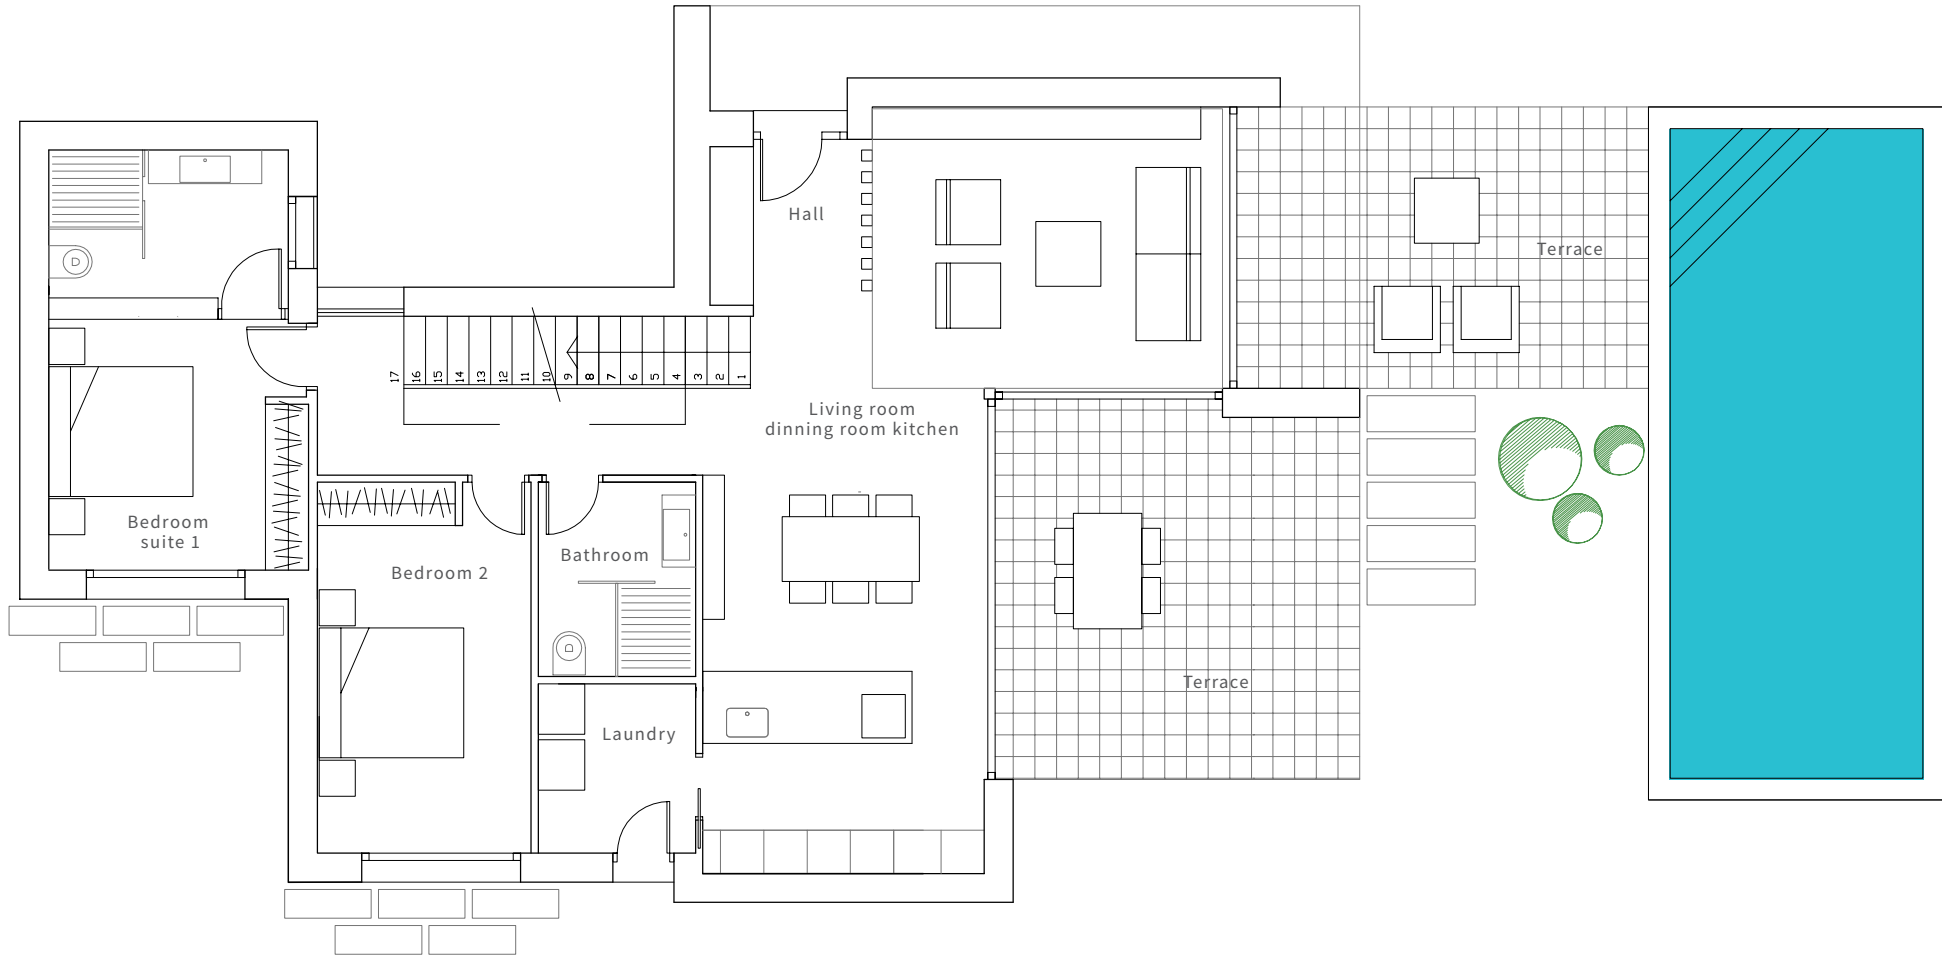 Hall
Terrace
17 16 15 14 13 12 11 10 9 8 7 6 5 4 3 2 1
Living room
dinning room kitchen
Bedroom
suite 1
Bathroom
Bedroom 2
Terrace
Laundry